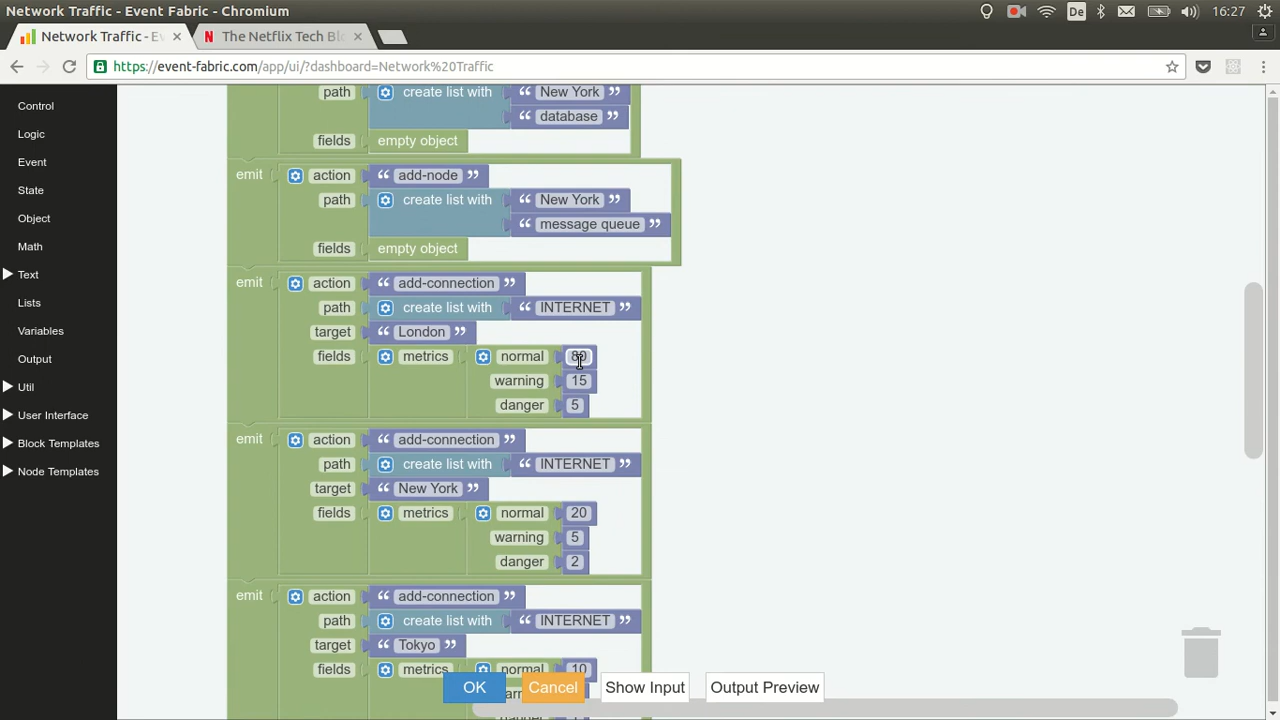 Network Traffic - Event Fabric - Chromium
De
16:27
Network Traffic - E
The Netflix Tech Bl
https://event-fabric.com/app/ui/?dashboard=Network%20Traffic
Control
Logic
Event
State
Object
Math
Text
Lists
Variables
Output
Util
User Interface
Block Templates
Node Templates
path create list with “ New York ”
“ database ”
fields empty object
emit action “ add-node ”
path create list with “ New York ”
“ message queue ”
fields empty object
emit action “ add-connection ”
path create list with “ INTERNET ”
target “ London ”
fields metrics normal 80
warning 15
danger 5
emit action “ add-connection ”
path create list with “ INTERNET ”
target “ New York ”
fields metrics normal 20
warning 5
danger 2
emit action “ add-connection ”
path create list with “ INTERNET ”
target “ Tokyo ”
fields metrics normal 10
OK Cancel Show Input Output Preview